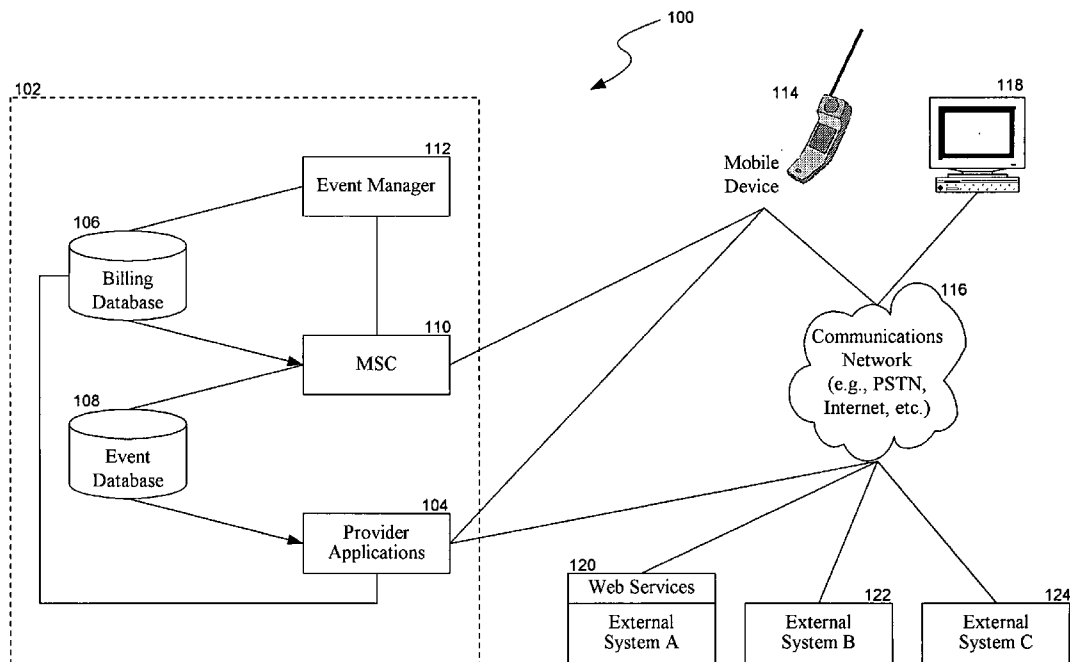 100
102
114
118
112
Event Manager
Mobile
Device
106
Billing
Database
116
Communications
Network
(e.g., PSTN,
Internet, etc.)
110
MSC
108
Event
Database
104
Provider
Applications
120
Web Services
External
System A
122
External
System B
124
External
System C